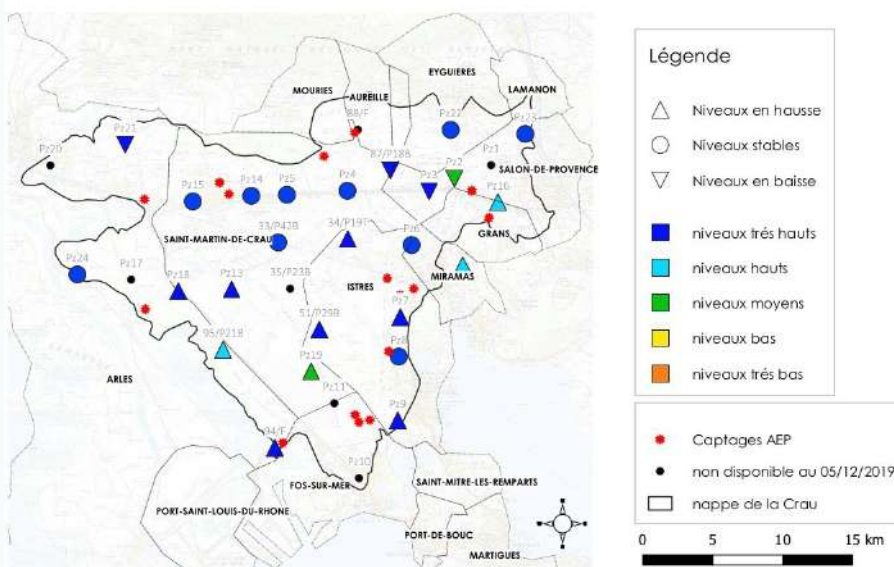 EYGUIERES
LAMANON
MOURIES
AUREILLE
88/F
Pz22
Pz23
Pz21
Pz20
87/P18B
Pz2
Pz1
SALON-DE-PROVENCE
Pz15
Pz14
Pz5
Pz4
Pz3
Pz16
33/P42B
34/P19T
Pz6
GRANS
SAINT-MARTIN-DE-CRAU
MIRAMAS
Pz24
Pz17
Pz18
Pz13
35/P23B
ISTRES
Pz7
51/P29B
95/P21B
Pz8
Pz19
ARLES
Pz11
Pz9
94/F
Pz10
FOS-SUR-MER
SAINT-MITRE-LES-REMPARTS
PORT-SAINT-LOUIS-DU-RHONE
PORT-DE-BOUC
MARTIGUES
Légende
Niveaux en hausse
Niveaux stables
Niveaux en baisse
niveaux trés hauts
niveaux hauts
niveaux moyens
niveaux bas
niveaux trés bas
Captages AEP
non disponible au 05/12/2019
nappe de la Crau
0 5 10 15 km